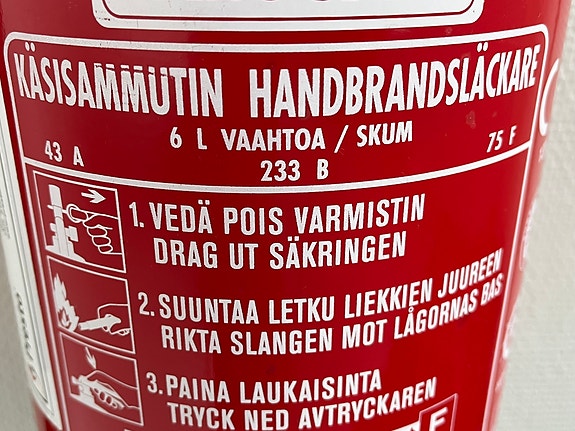 KÄSISAMMUTIN HANDBRANDSLÄCKARE
6 L VAAHTOA / SKUM
43 A 233 B 75 F
1. VEDÄ POIS VARMISTIN
DRAG UT SÄKRINGEN
2. SUUNTAA LETKU LIEKKIEN JUUREEN
RIKTA SLANGEN MOT LÅGORNAS BAS
3. PAINA LAUKAISINTA
TRYCK NED AVTRYCKAREN
F